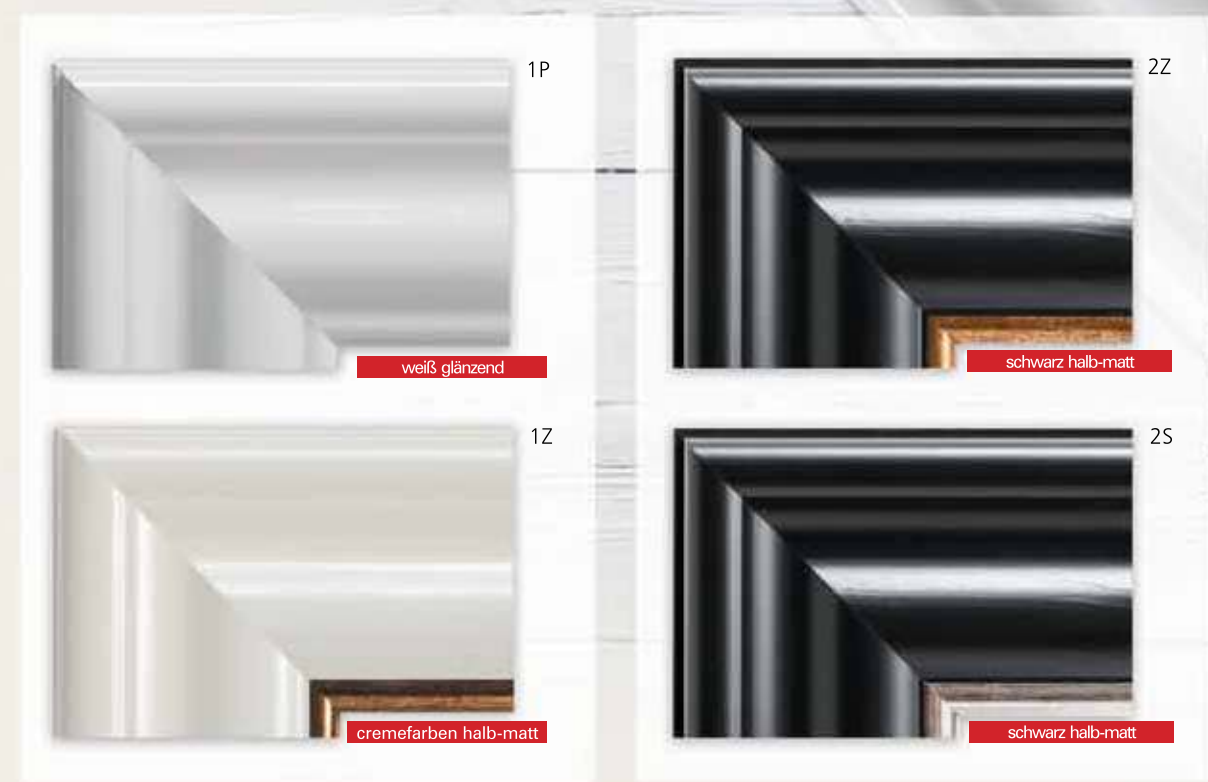 1P
weiß glänzend
2Z
schwarz halb-matt
1Z
cremefarben halb-matt
2S
schwarz halb-matt